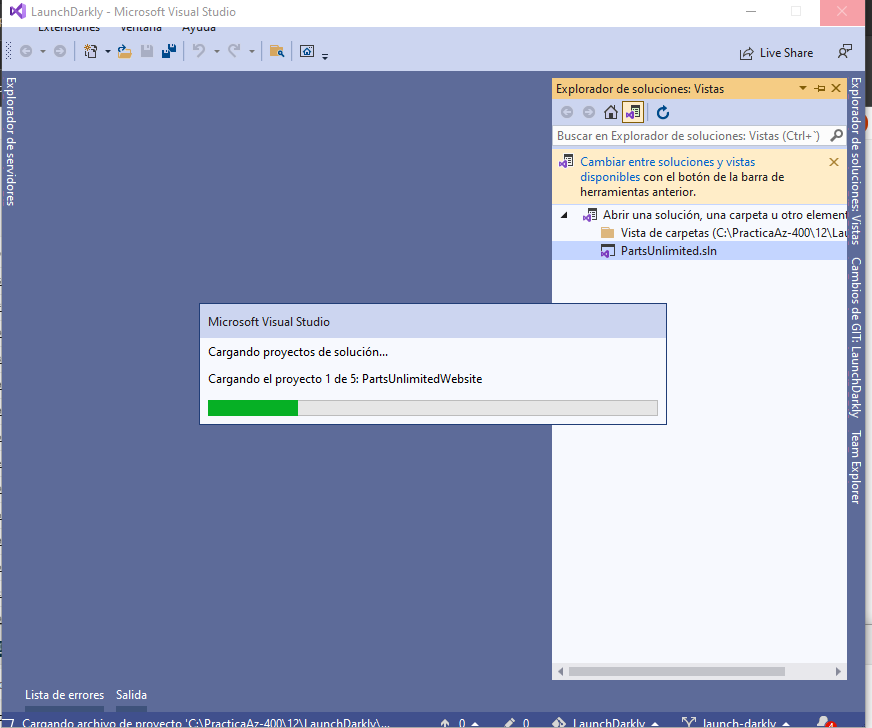 LaunchDarkly - Microsoft Visual Studio
Extensiones Ventana Ayuda
Live Share
Explorador de servidores
Explorador de soluciones: Vistas
Buscar en Explorador de soluciones: Vistas (Ctrl+`)
Cambiar entre soluciones y vistas
disponibles con el botón de la barra de
herramientas anterior.
Abrir una solución, una carpeta u otro element
Vista de carpetas (C:\PracticaAz-400\12\Lau
PartsUnlimited.sln
Microsoft Visual Studio
Cargando proyectos de solución...
Cargando el proyecto 1 de 5: PartsUnlimitedWebsite
Explorador de soluciones: Vistas
Cambios de GIT: LaunchDarkly
Team Explorer
Lista de errores Salida
Cargando archivo de proyecto 'C:\PracticaAz-400\12\LaunchDarkly\... 0 0 LaunchDarkly launch-darkly 4